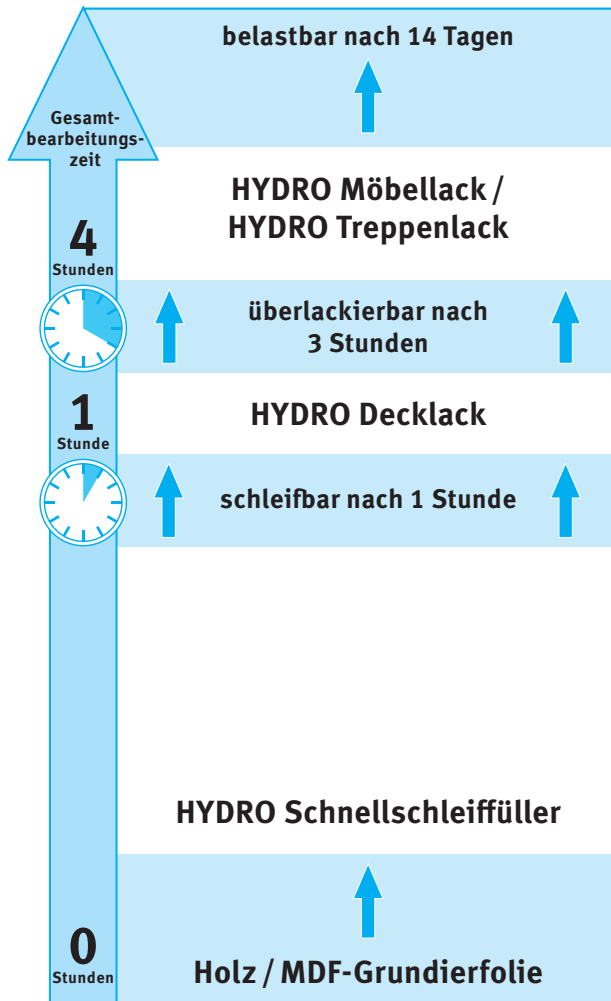 belastbar nach 14 Tagen
Gesamt-
bearbeitungs-
zeit
HYDRO Möbellack /
HYDRO Treppenlack
4
Stunden
überlackierbar nach
3 Stunden
1
Stunde
HYDRO Decklack
schleifbar nach 1 Stunde
HYDRO Schnellschleiffüller
0
Stunden
Holz / MDF-Grundierfolie